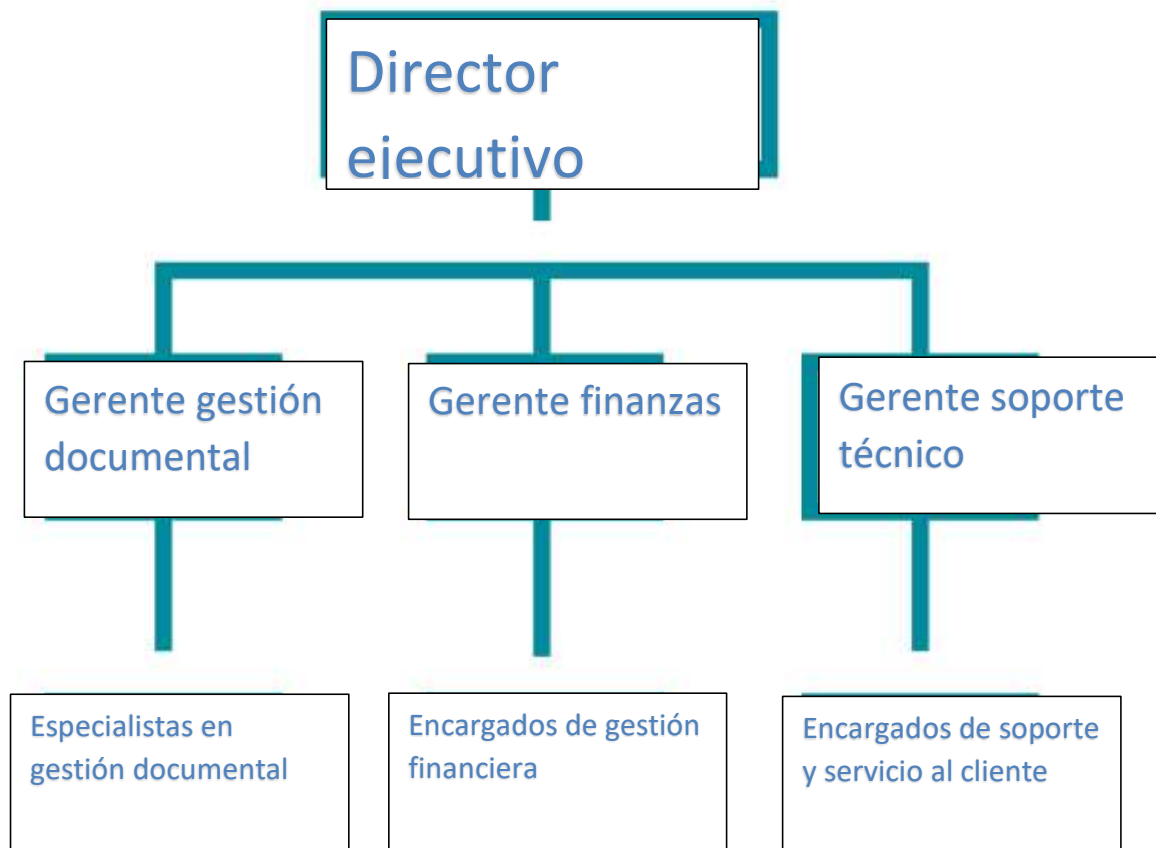 Director
ejecutivo
Gerente gestión
documental
Gerente finanzas
Gerente soporte
técnico
Especialistas en
gestión documental
Encargados de gestión
financiera
Encargados de soporte
y servicio al cliente